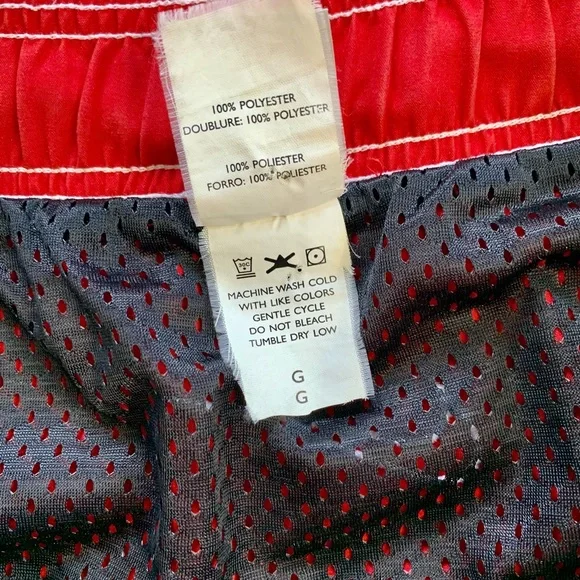 100% POLYESTER
DOUBLURE: 100% POLYESTER
100% POLIESTER
FORRO: 100% POLIESTER
30C
MACHINE WASH COLD
WITH LIKE COLORS
GENTLE CYCLE
DO NOT BLEACH
TUMBLE DRY LOW
G
G